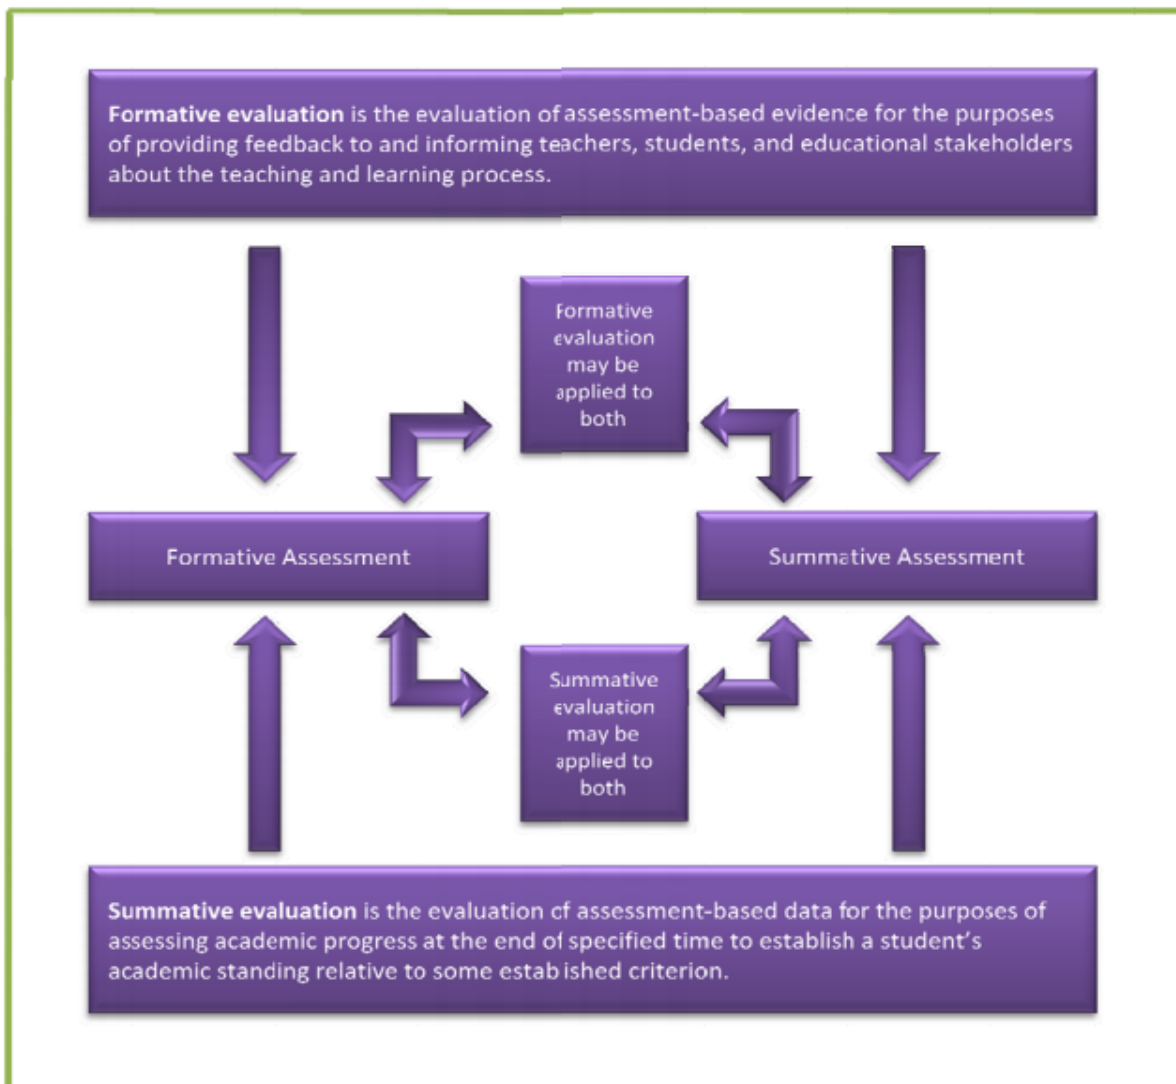 Formative evaluation is the evaluation of assessment-based evidence for the purposes
of providing feedback to and informing teachers, students, and educational stakeholders
about the teaching and learning process.
Formative
evaluation
may be
applied to
both
Formative Assessment
Summative Assessment
Summative
evaluation
may be
applied to
both
Summative evaluation is the evaluation of assessment-based data for the purposes of
assessing academic progress at the end of specified time to establish a student's
academic standing relative to some established criterion.